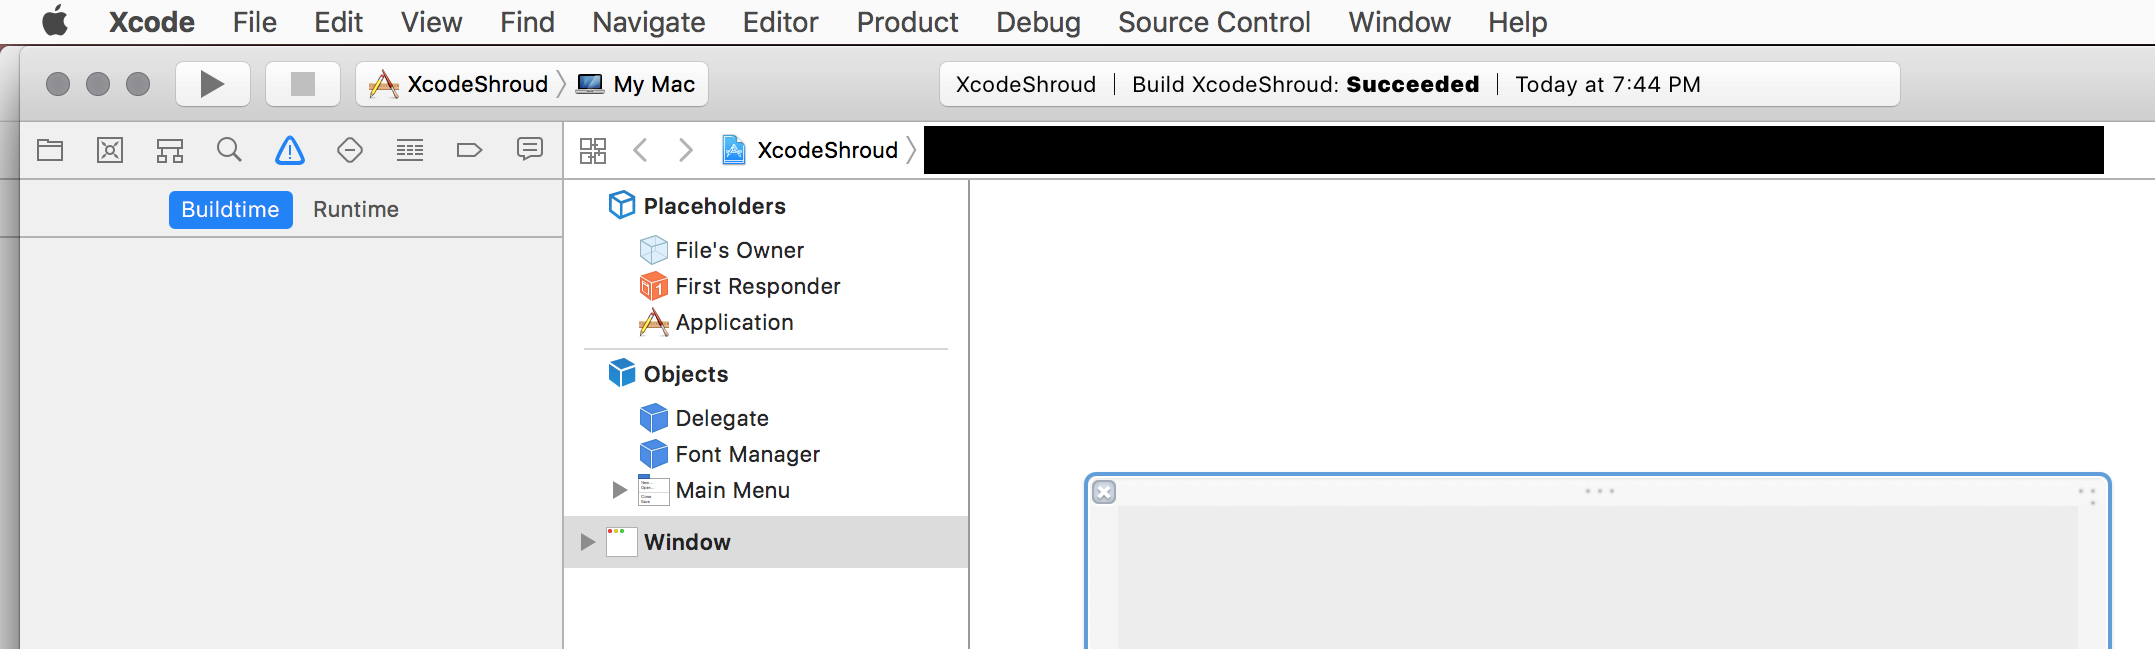 Xcode File Edit View Find Navigate Editor Product Debug Source Control Window Help
XcodeShroud My Mac XcodeShroud | Build XcodeShroud: Succeeded | Today at 7:44 PM
XcodeShroud
Buildtime Runtime
Placeholders
File's Owner
First Responder
Application
Objects
Delegate
Font Manager
Main Menu
Window